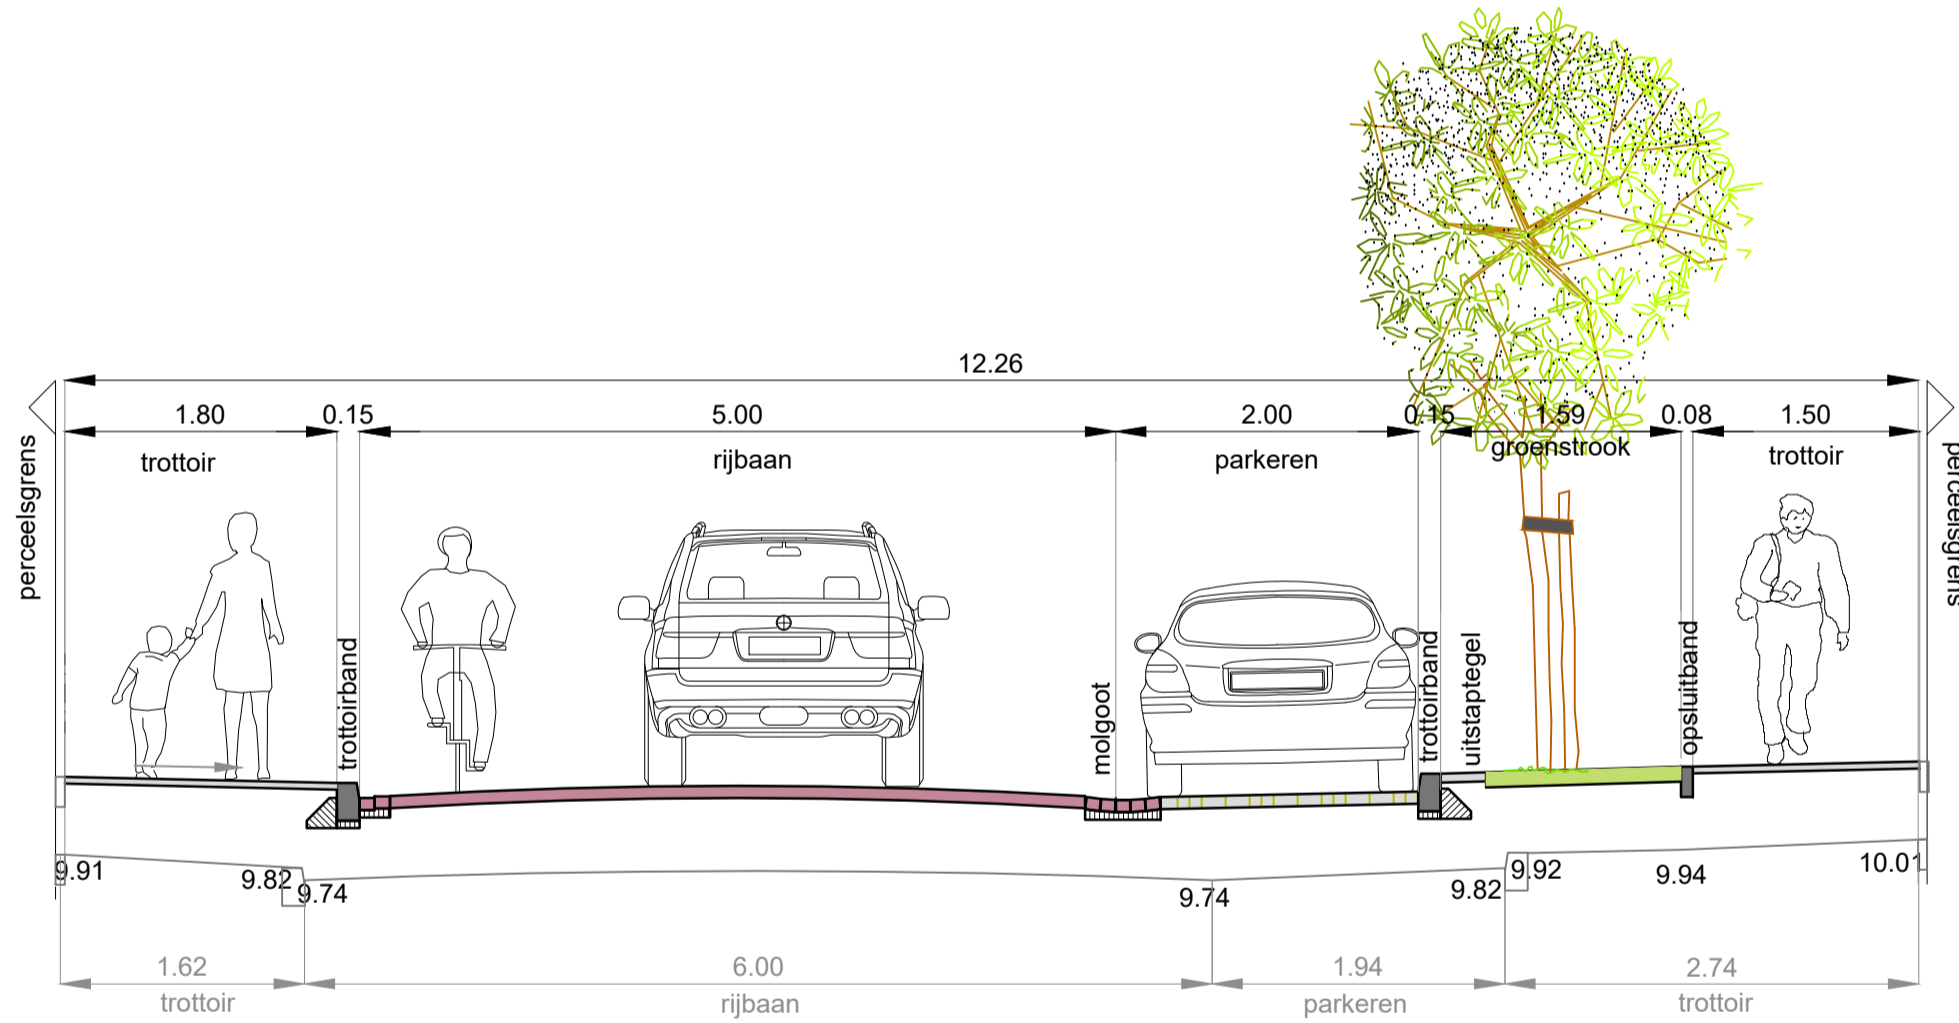 12.26
1.80 0.15 5.00 2.00 0.15 1.59 0.08 1.50
trottoir rijbaan parkeren groenstrook trottoir
perceelsgrens
perceelsgrens
trottoirband
molgoot
trottoirband
uitstaptegel
opsluitband
9.91 9.82 9.74 9.74 9.82 9.92 9.94 10.01
1.62 6.00 1.94 2.74
trottoir rijbaan parkeren trottoir